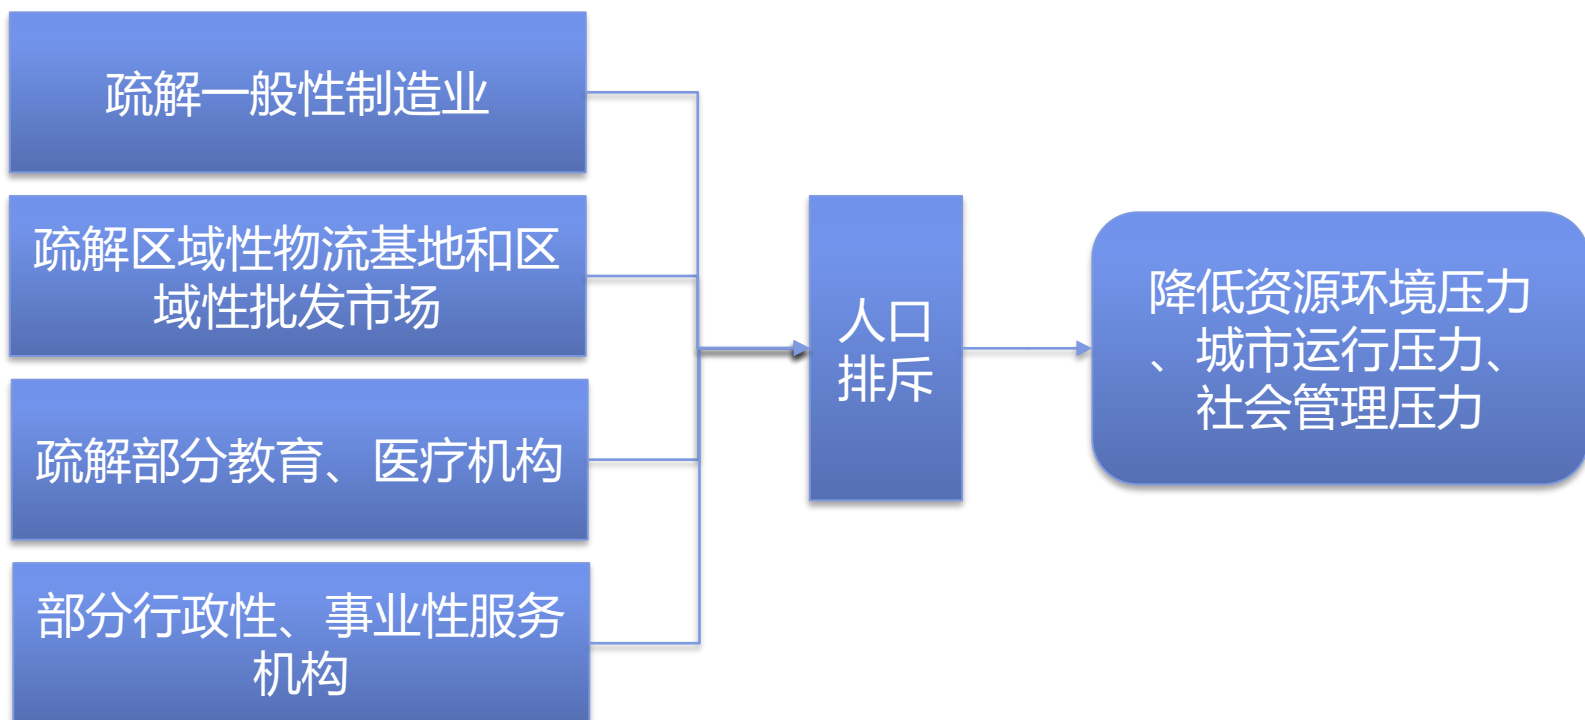 疏解一般性制造业
疏解区域性物流基地和区
域性批发市场
疏解部分教育、医疗机构
部分行政性、事业性服务
机构
人口
排斥
降低资源环境压力
、城市运行压力、
社会管理压力